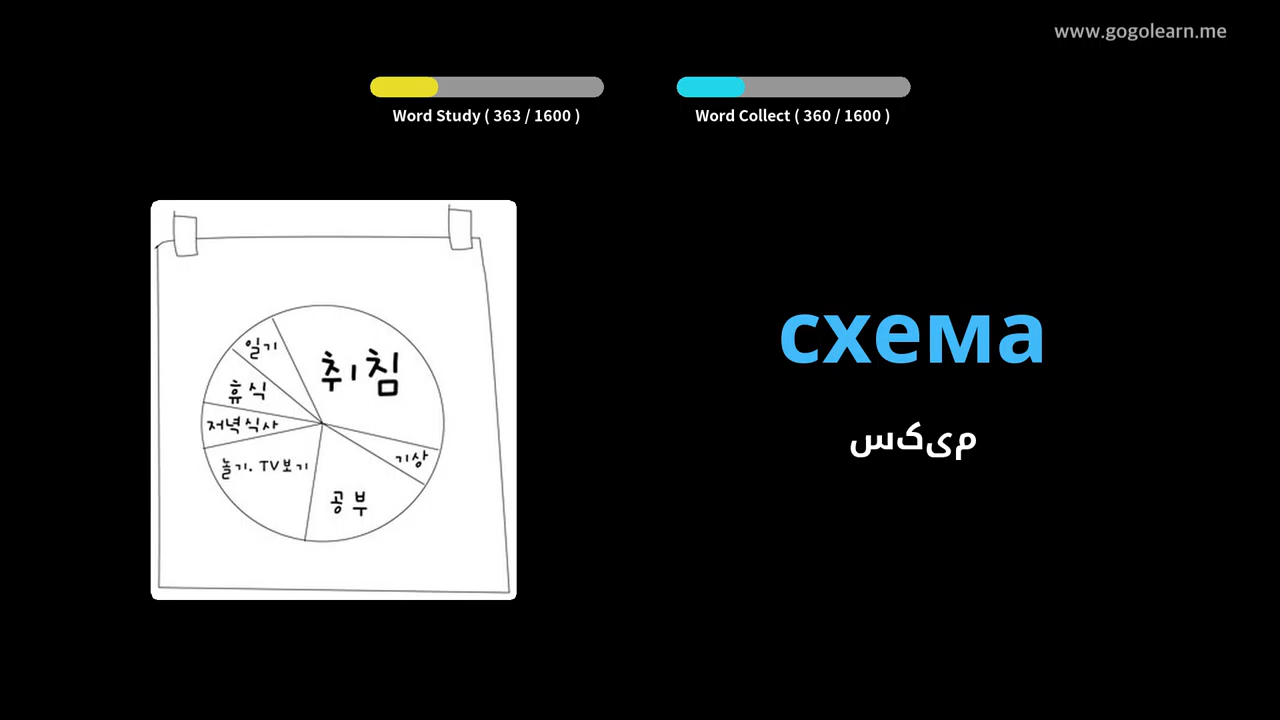 www.gogolearn.me
Word Study ( 363 / 1600 )
Word Collect ( 360 / 1600 )
일기
취침
휴식
저녁식사
놀기. TV보기
기상
공부
схема
میکس